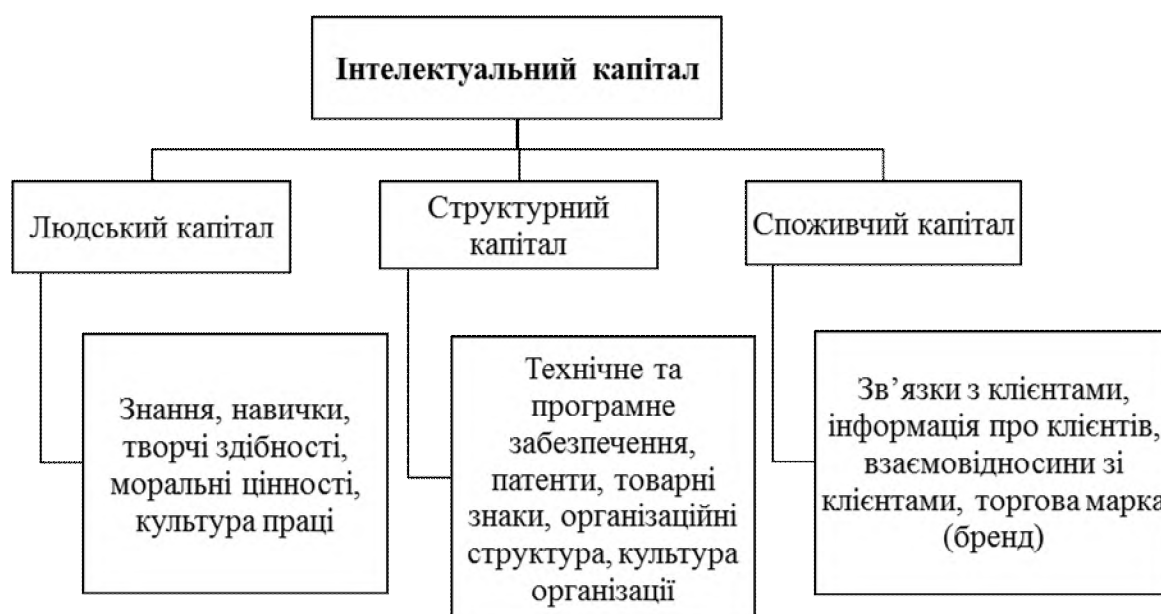 Інтелектуальний капітал
Людський капітал
Структурний
капітал
Споживчий капітал
Знання, навички,
творчі здібності,
моральні цінності,
культура праці
Технічне та
програмне
забезпечення,
патенти, товарні
знаки, організаційні
структура, культура
організації
Зв’язки з клієнтами,
інформація про клієнтів,
взаємовідносини зі
клієнтами, торгова марка
(бренд)